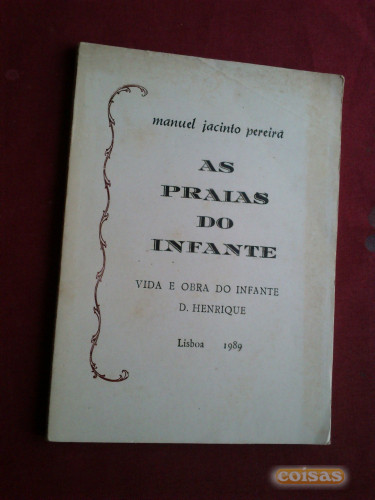 manuel jacinto pereira
AS
PRAIAS
DO
INFANTE
VIDA E OBRA DO INFANTE
D. HENRIQUE
Lisboa 1989
coisas